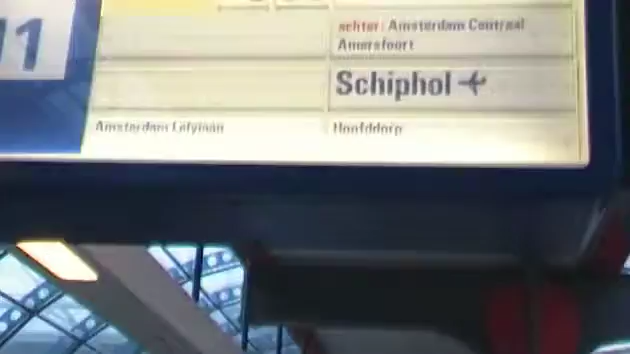 11
achter: Amsterdam Centraal
Amersfoort
Schiphol
Amsterdam Lelylaan
Hoofddorp